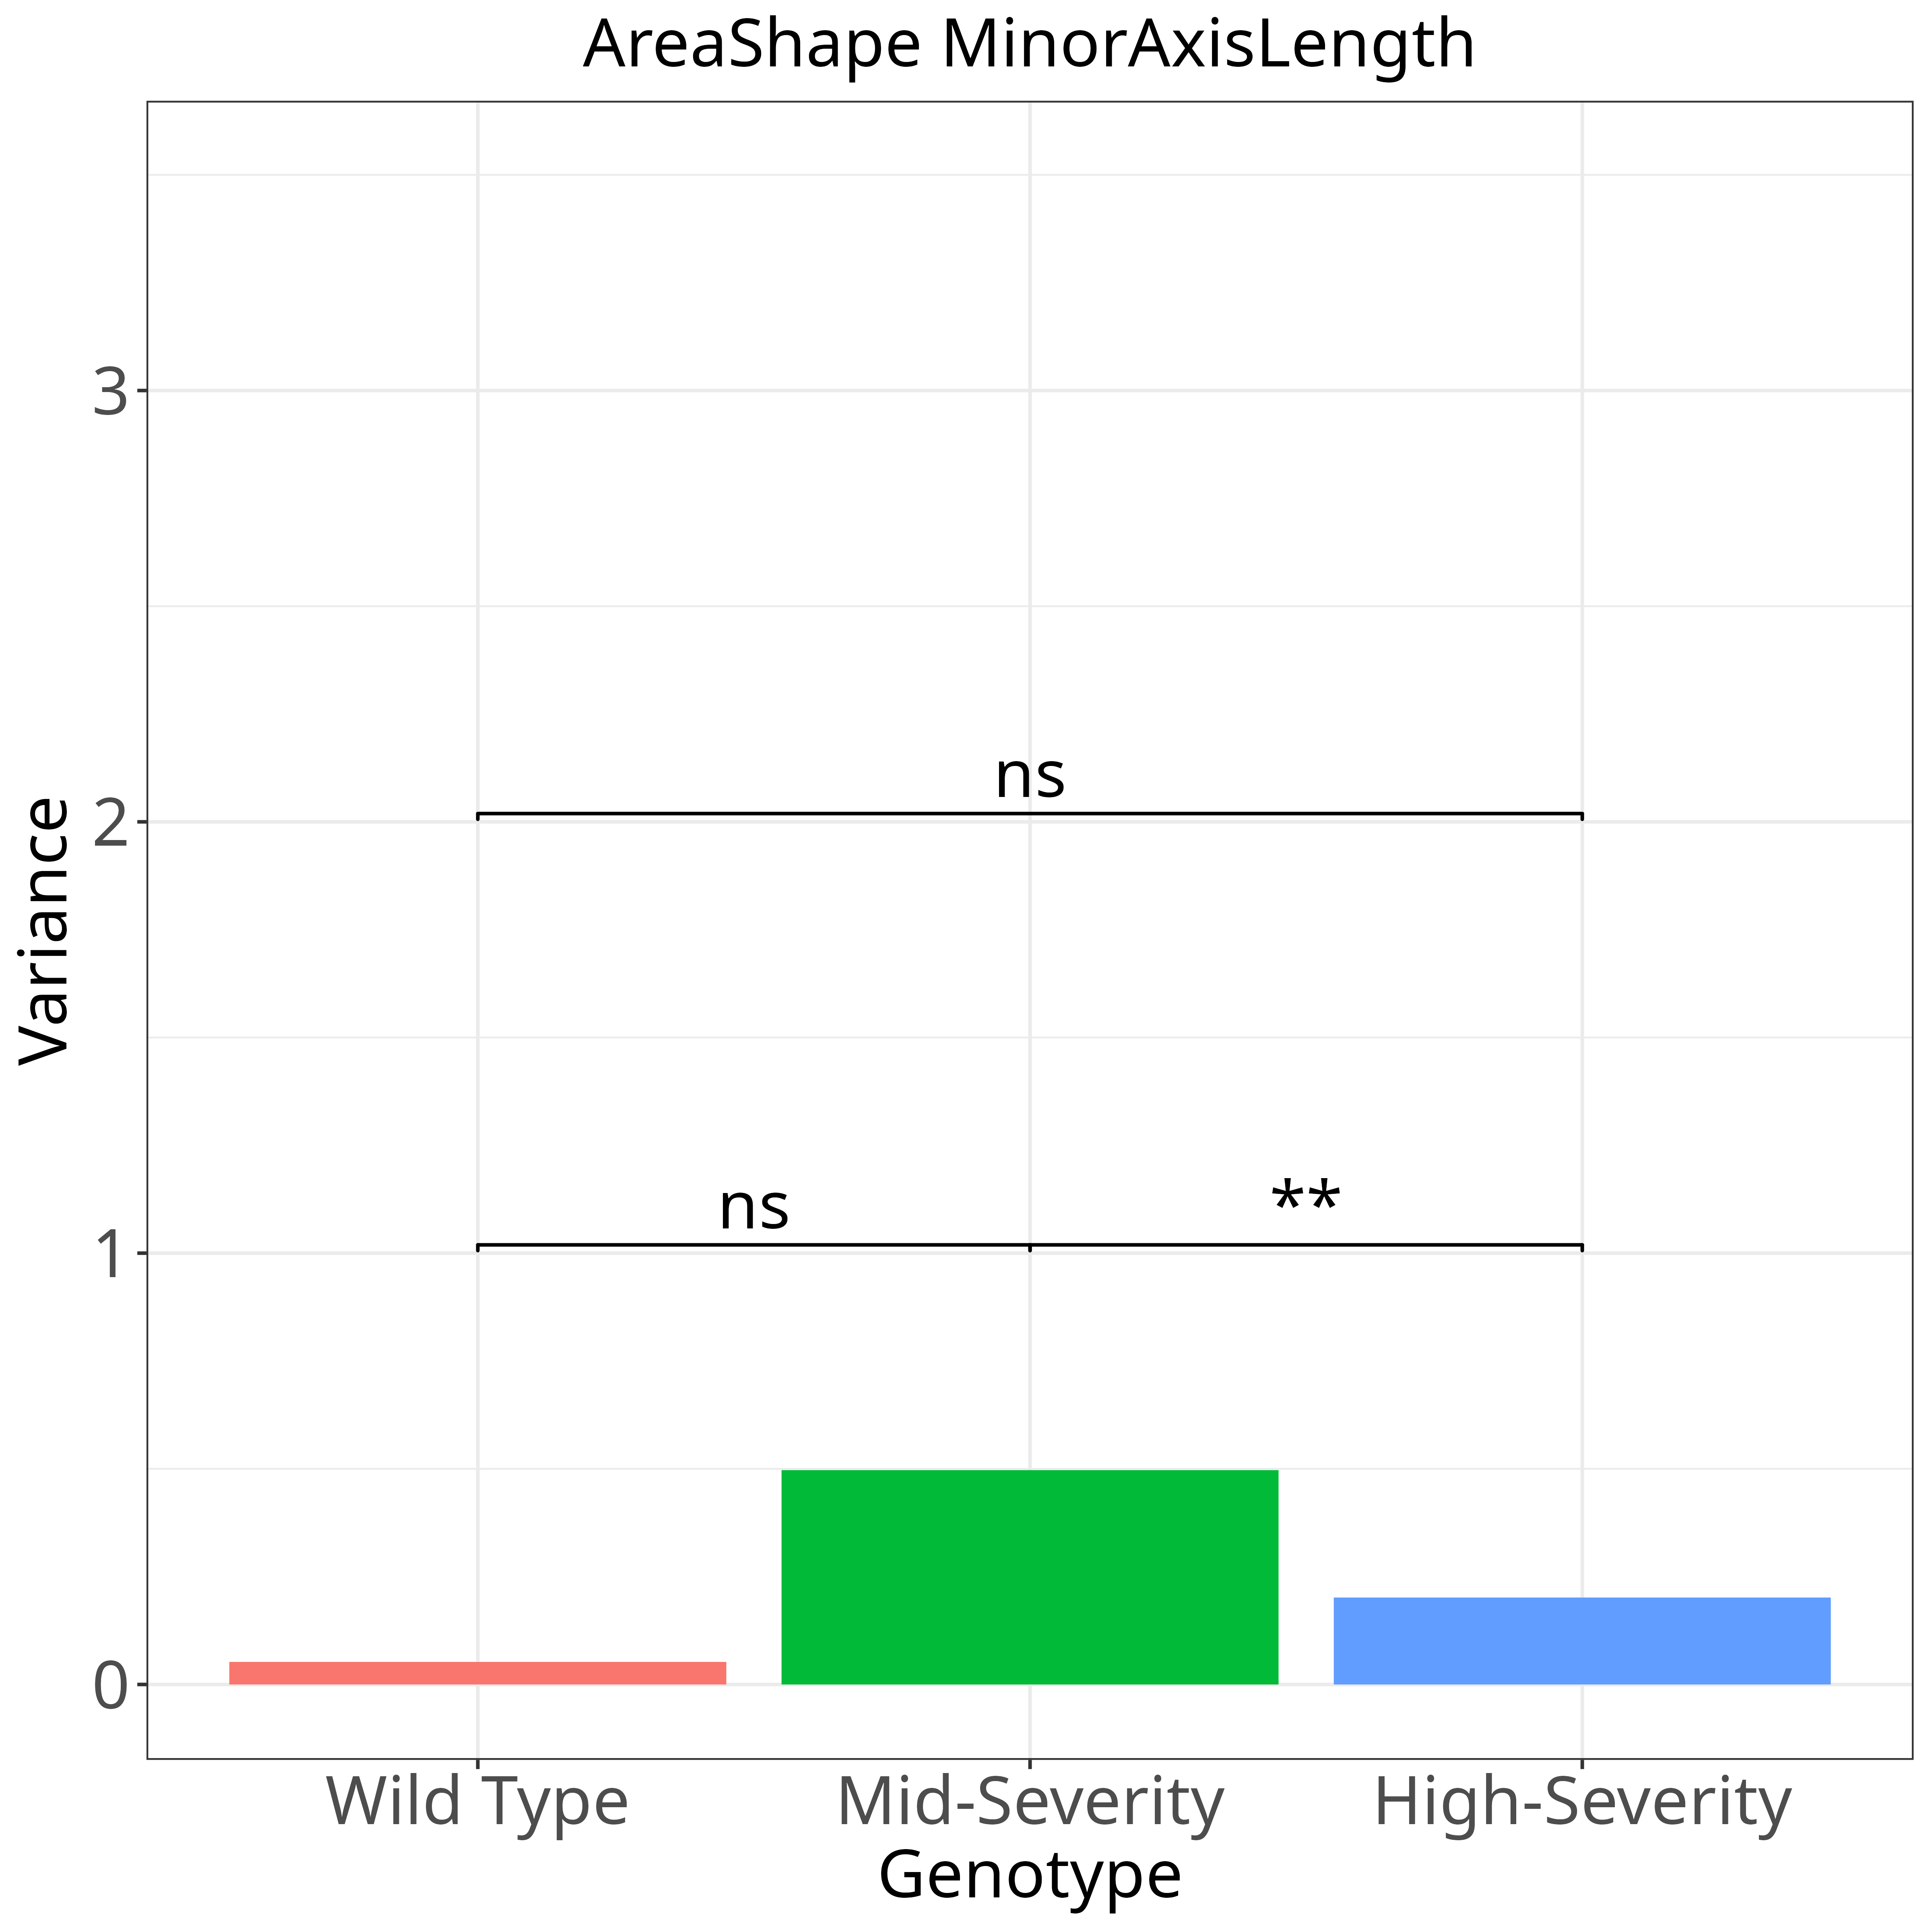 AreaShape MinorAxisLength
Variance
3
2
1
0
ns
ns
**
Wild Type
Mid-Severity
High-Severity
Genotype